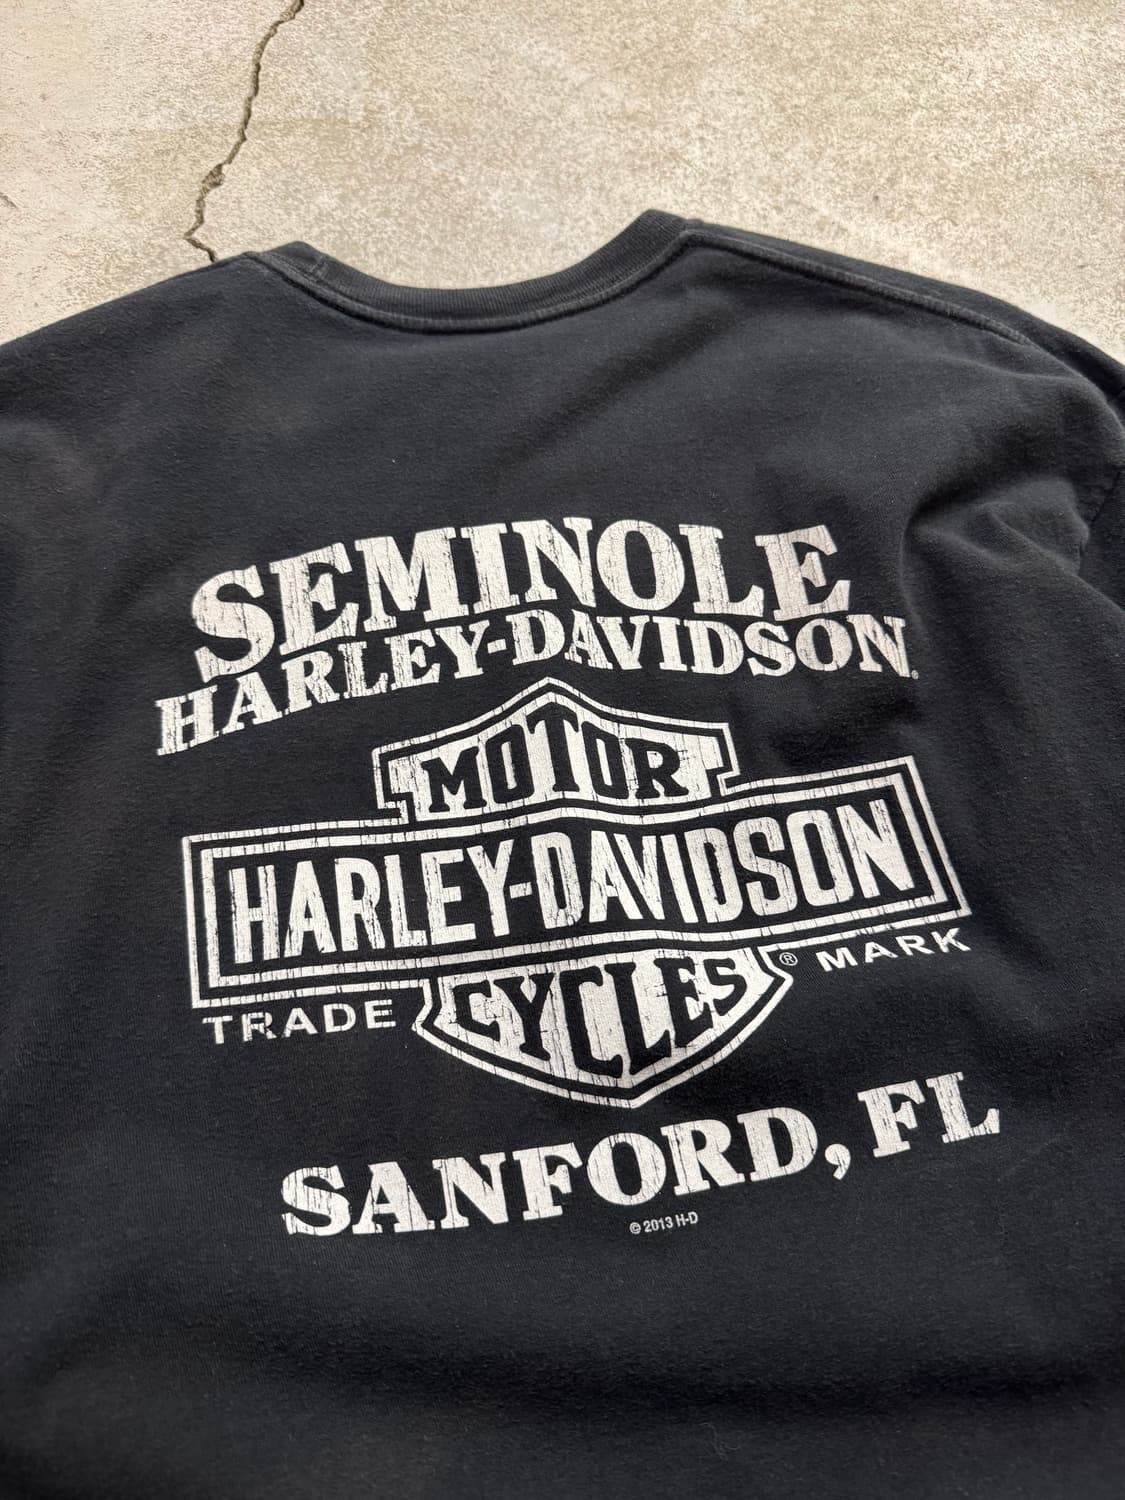 SEMINOLE
HARLEY-DAVIDSON.
MOTOR
HARLEY-DAVIDSON
CYCLES
TRADE ® MARK
SANFORD, FL
© 2013 H-D